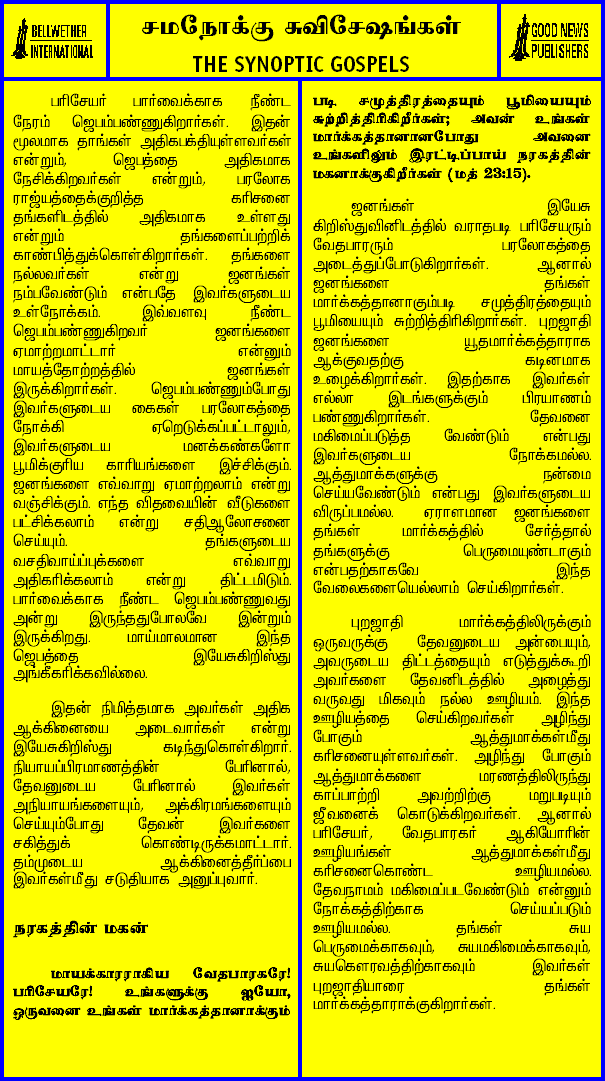 BELLWETHER
INTERNATIONAL
சமநோக்கு சுவிசேஷங்கள்
THE SYNOPTIC GOSPELS
GOOD NEWS
PUBLISHERS
பரிசேயர் பார்வைக்காக நீண்ட
நேரம் ஜெபம்பண்ணுகிறார்கள். இதன்
மூலமாக தாங்கள் அதிகபக்தியுள்ளவர்கள்
என்றும், ஜெபத்தை அதிகமாக
நேசிக்கிறவர்கள் என்றும், பரலோக
ராஜ்யத்தைக்குறித்த கரிசனை
தங்களிடத்தில் அதிகமாக உள்ளது
என்றும் தங்களைப்பற்றிக்
காண்பித்துக்கொள்கிறார்கள். தங்களை
நல்லவர்கள் என்று ஜனங்கள்
நம்பவேண்டும் என்பதே இவர்களுடைய
உள்நோக்கம். இவ்வளவு நீண்ட
ஜெபம்பண்ணுகிறவர் ஜனங்களை
ஏமாற்றமாட்டார் என்னும்
மாயத்தோற்றத்தில் ஜனங்கள்
இருக்கிறார்கள். ஜெபம்பண்ணும்போது
இவர்களுடைய கைகள் பரலோகத்தை
நோக்கி ஏறெடுக்கப்பட்டாலும்,
இவர்களுடைய மனக்கண்களோ
பூமிக்குரிய காரியங்களை இச்சிக்கும்.
ஜனங்களை எவ்வாறு ஏமாற்றலாம் என்று
வஞ்சிக்கும். எந்த விதவையின் வீடுகளை
பட்சிக்கலாம் என்று சதிஆலோசனை
செய்யும். தங்களுடைய
வசதிவாய்ப்புக்களை எவ்வாறு
அதிகரிக்கலாம் என்று திட்டமிடும்.
பார்வைக்காக நீண்ட ஜெபம்பண்ணுவது
அன்று இருந்ததுபோலவே இன்றும்
இருக்கிறது. மாய்மாலமான இந்த
ஜெபத்தை இயேசுகிறிஸ்து
அங்கீகரிக்கவில்லை.
இதன் நிமித்தமாக அவர்கள் அதிக
ஆக்கினையை அடைவார்கள் என்று
இயேசுகிறிஸ்து கடிந்துகொள்கிறார்.
நியாயப்பிரமாணத்தின் பேரினால்,
தேவனுடைய பேரினால் இவர்கள்
அநியாயங்களையும், அக்கிரமங்களையும்
செய்யும்போது தேவன் இவர்களை
சகித்துக் கொண்டிருக்கமாட்டார்.
தம்முடைய ஆக்கினைத்தீர்ப்பை
இவர்கள்மீது சடுதியாக அனுப்புவார்.
நரகத்தின் மகன்
மாயக்காரராகிய வேதபாரகரே!
பரிசேயரே! உங்களுக்கு ஐயோ,
ஒருவனை உங்கள் மார்க்கத்தானாக்கும்
படி சமுத்திரத்தையும் பூமியையும்
சுற்றித்திரிகிறீர்கள்; அவன் உங்கள்
மார்க்கத்தானானபோது அவனை
உங்களிலும் இரட்டிப்பாய் நரகத்தின்
மகனாக்குகிறீர்கள் (மத் 23:15).
ஜனங்கள் இயேசு
கிறிஸ்துவினிடத்தில் வராதபடி பரிசேயரும்
வேதபாரரும் பரலோகத்தை
அடைத்துப்போடுகிறார்கள். ஆனால்
ஜனங்களை தங்கள்
மார்க்கத்தானாகும்படி சமுத்திரத்தையும்
பூமியையும் சுற்றித்திரிகிறார்கள். புறஜாதி
ஜனங்களை யூதமார்க்கத்தாராக
ஆக்குவதற்கு கடினமாக
உழைக்கிறார்கள். இதற்காக இவர்கள்
எல்லா இடங்களுக்கும் பிரயாணம்
பண்ணுகிறார்கள். தேவனை
மகிமைப்படுத்த வேண்டும் என்பது
இவர்களுடைய நோக்கமல்ல.
ஆத்துமாக்களுக்கு நன்மை
செய்யவேண்டும் என்பது இவர்களுடைய
விருப்பமல்ல. ஏராளமான ஜனங்களை
தங்கள் மார்க்கத்தில் சேர்த்தால்
தங்களுக்கு பெருமையுண்டாகும்
என்பதற்காகவே இந்த
வேலைகளையெல்லாம் செய்கிறார்கள்.
புறஜாதி மார்க்கத்திலிருக்கும்
ஒருவருக்கு தேவனுடைய அன்பையும்,
அவருடைய திட்டத்தையும் எடுத்துக்கூறி
அவர்களை தேவனிடத்தில் அழைத்து
வருவது மிகவும் நல்ல ஊழியம். இந்த
ஊழியத்தை செய்கிறவர்கள் அழிந்து
போகும் ஆத்துமாக்கள்மீது
கரிசனையுள்ளவர்கள். அழிந்து போகும்
ஆத்துமாக்களை மரணத்திலிருந்து
காப்பாற்றி அவற்றிற்கு மறுபடியும்
ஜீவனைக் கொடுக்கிறவர்கள். ஆனால்
பரிசேயர், வேதபாரகர் ஆகியோரின்
ஊழியங்கள் ஆத்துமாக்கள்மீது
கரிசனைகொண்ட ஊழியமல்ல.
தேவநாமம் மகிமைப்படவேண்டும் என்னும்
நோக்கத்திற்காக செய்யப்படும்
ஊழியமல்ல. தங்கள் சுய
பெருமைக்காகவும், சுயமகிமைக்காகவும்,
சுயகௌரவத்திற்காகவும் இவர்கள்
புறஜாதியாரை தங்கள்
மார்க்கத்தாராக்குகிறார்கள்.